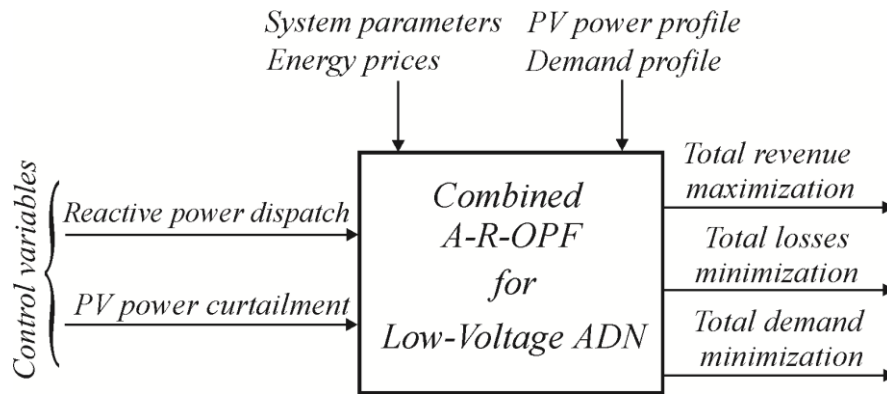 System parameters
Energy prices
PV power profile
Demand profile
Control variables
Reactive power dispatch
PV power curtailment
Combined
A-R-OPF
for
Low-Voltage ADN
Total revenue
maximization
Total losses
minimization
Total demand
minimization